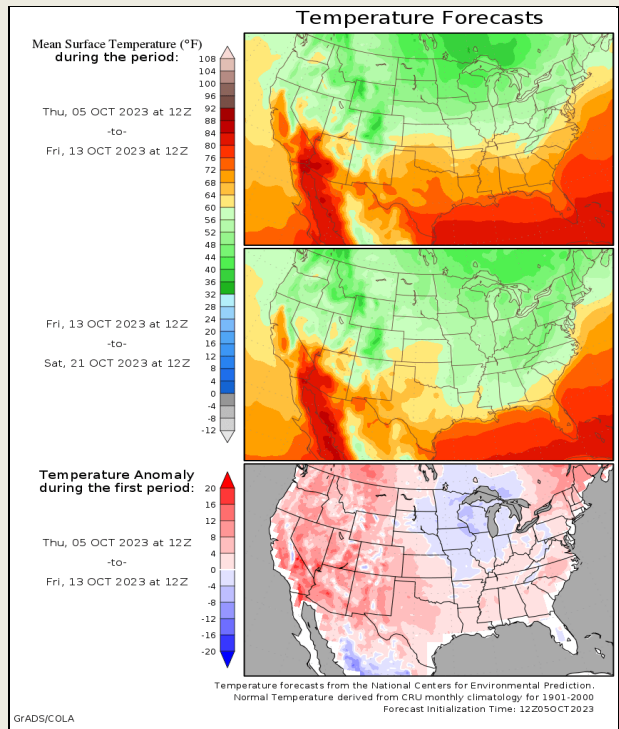 Temperature Forecasts
Mean Surface Temperature (°F)
during the period:
108
104
100
96
92
88
84
80
76
72
68
64
60
56
52
48
44
40
36
32
28
24
20
16
12
8
4
0
-4
-8
-12
Thu, 05 OCT 2023 at 12Z
-to-
Fri, 13 OCT 2023 at 12Z
Fri, 13 OCT 2023 at 12Z
-to-
Sat, 21 OCT 2023 at 12Z
Temperature Anomaly
during the first period:
20
16
12
8
4
0
-4
-8
-12
-16
-20
Thu, 05 OCT 2023 at 12Z
-to-
Fri, 13 OCT 2023 at 12Z
Temperature forecasts from the National Centers for Environmental Prediction.
Normal Temperature derived from CRU monthly climatology for 1901-2000
Forecast Initialization Time: 12Z05OCT2023
GrADS/COLA